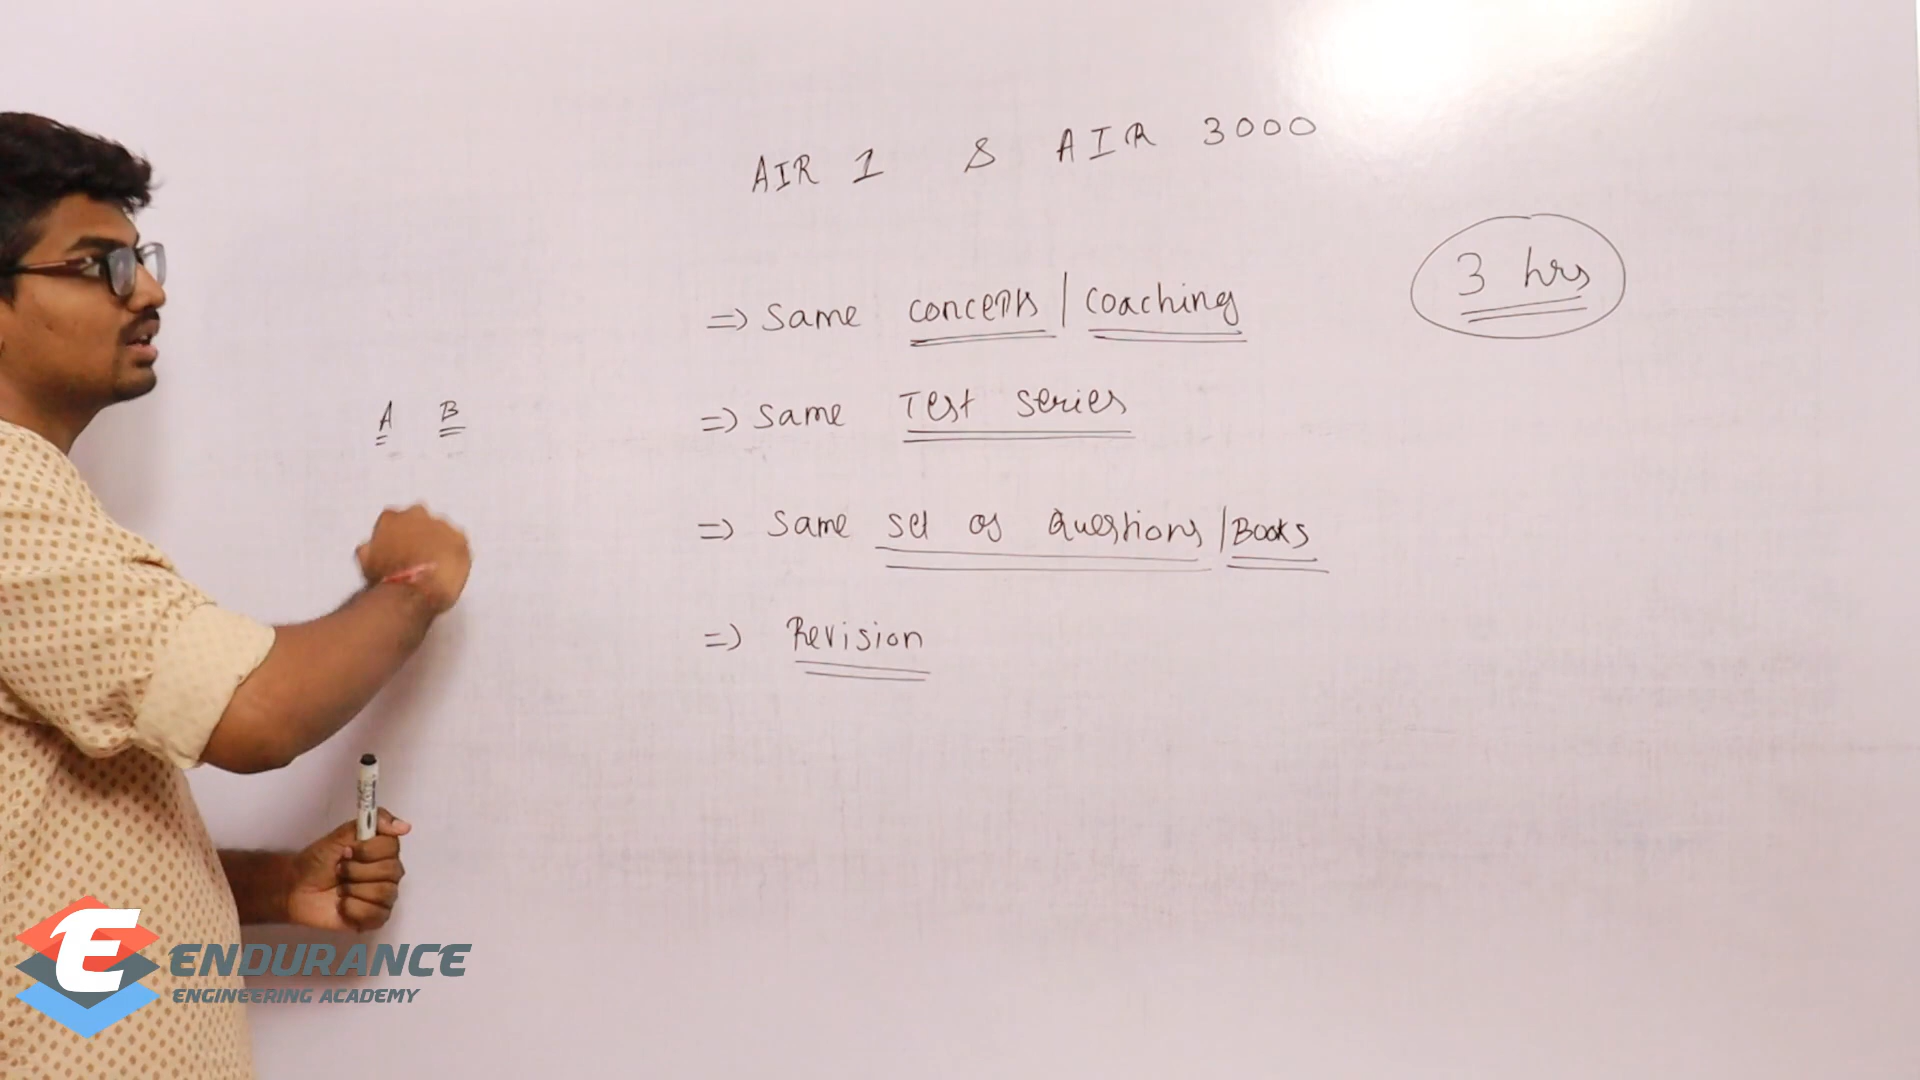 AIR 1 & AIR 3000
3 hrs
⇒ Same concepts / coaching
A B
⇒ Same Test series
⇒ Same set of questions / Books
⇒ Revision
ENDURANCE
ENGINEERING ACADEMY